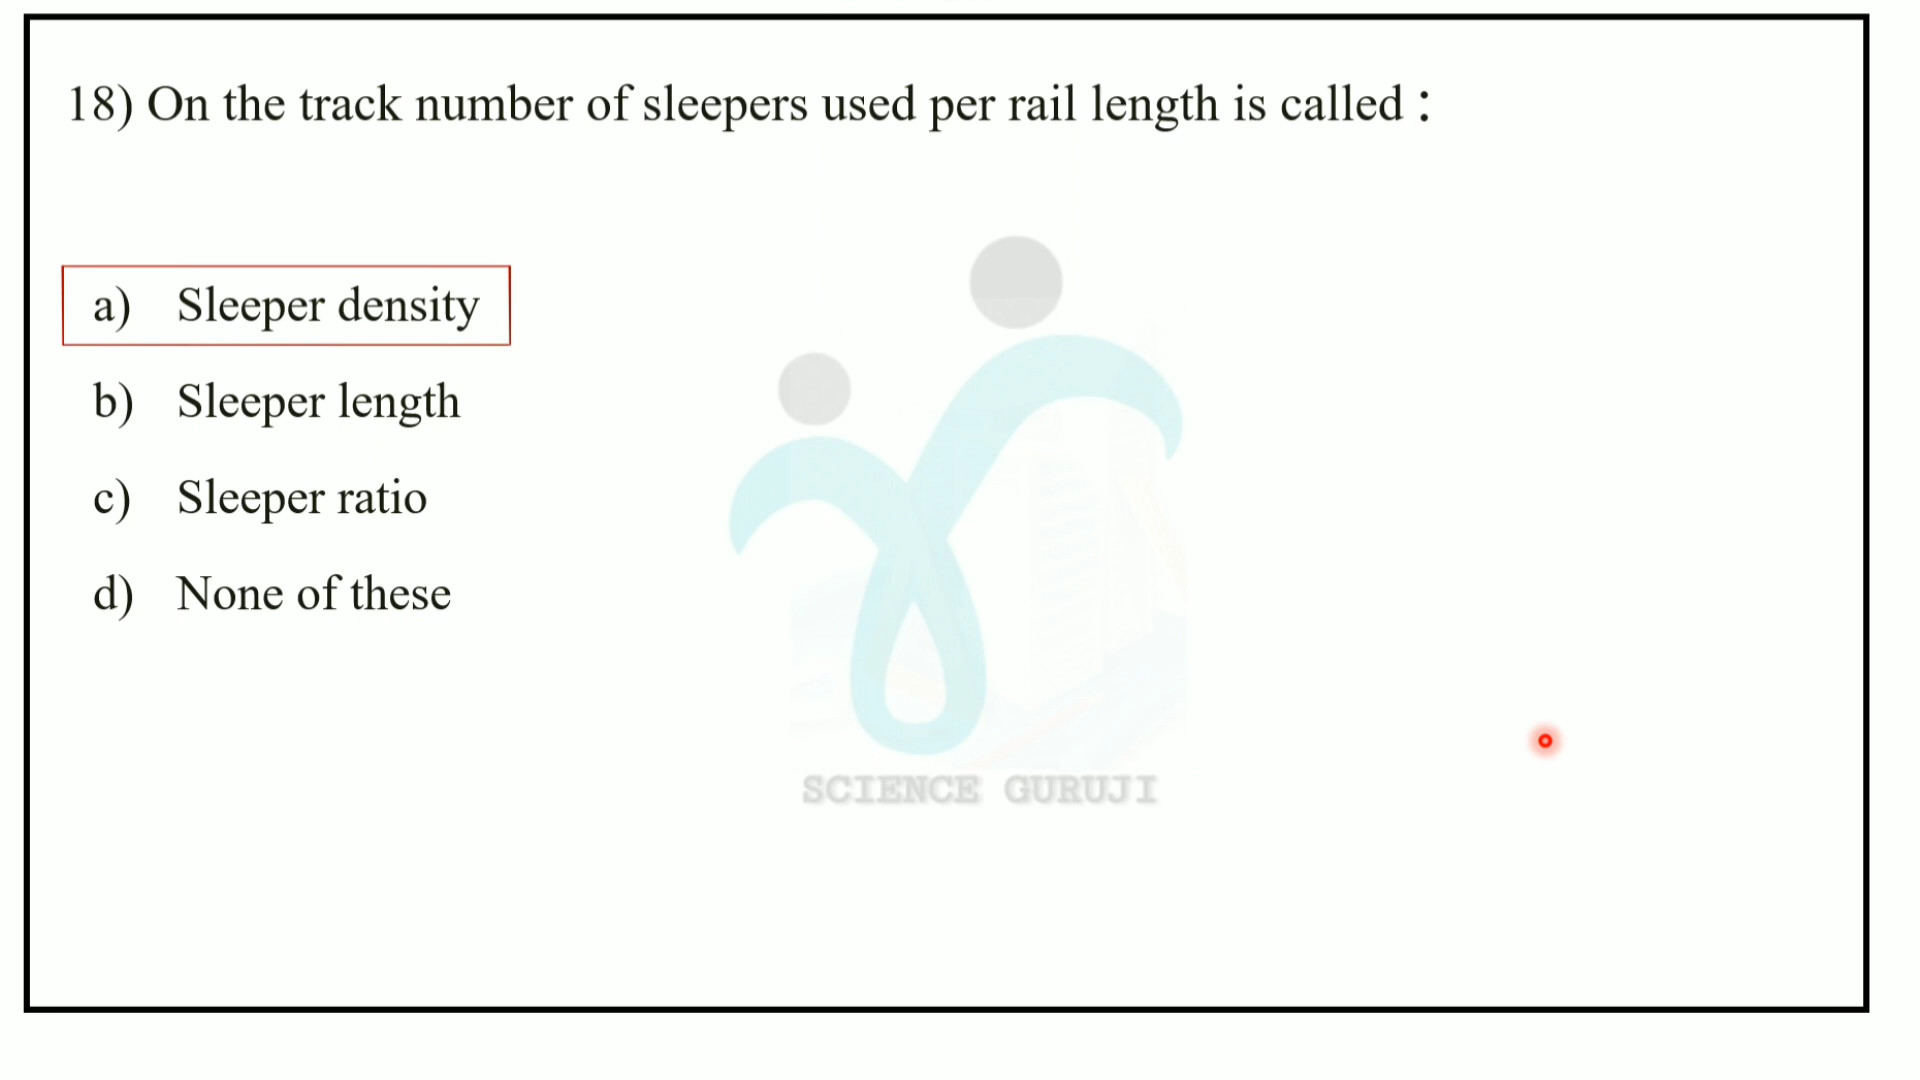 18) On the track number of sleepers used per rail length is called :
a) Sleeper density
b) Sleeper length
c) Sleeper ratio
d) None of these
SCIENCE GURUJI